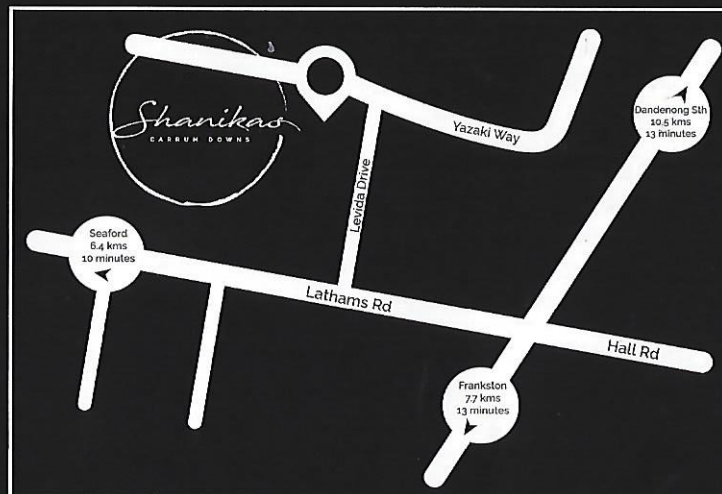 Shanikas
CARRUM DOWNS
Yazaki Way
Dandenong Sth
10.5 kms
13 minutes
Levida Drive
Seaford
6.4 kms
10 minutes
Lathams Rd
Hall Rd
Frankston
7.7 kms
13 minutes